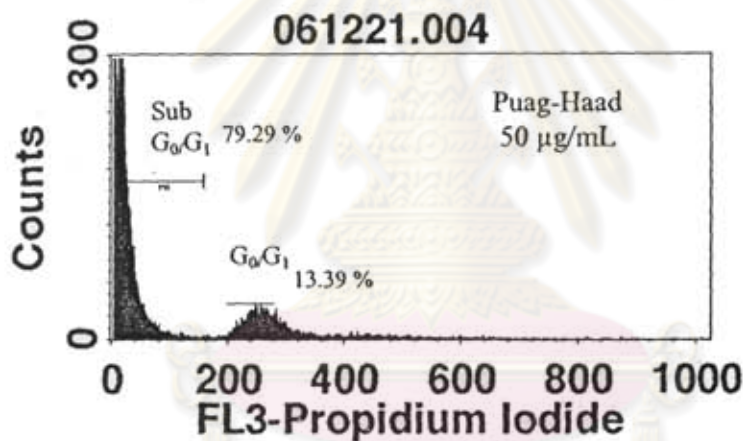 061221.004
300
Counts
0
Sub
G₀/G₁ 79.29 %
Puag-Haad
50 µg/mL
G₀/G₁
13.39 %
0 200 400 600 800 1000
FL3-Propidium Iodide